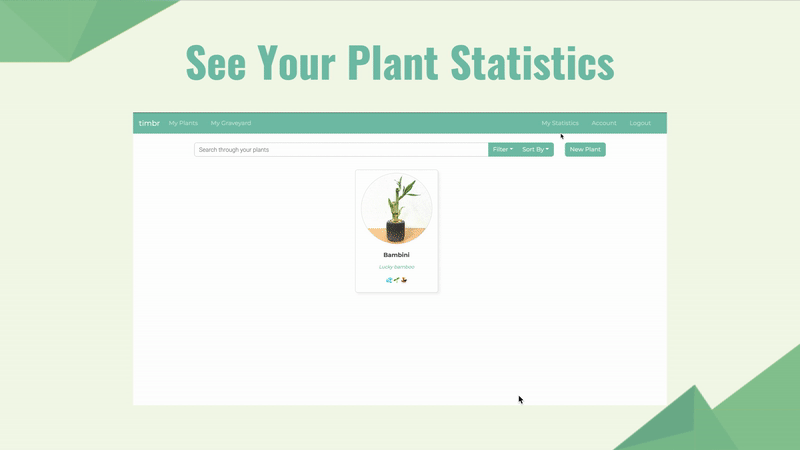 See Your Plant Statistics
timbr My Plants My Graveyard My Statistics Account Logout
Search through your plants Filter Sort By New Plant
Bambini
Lucky-bamboo